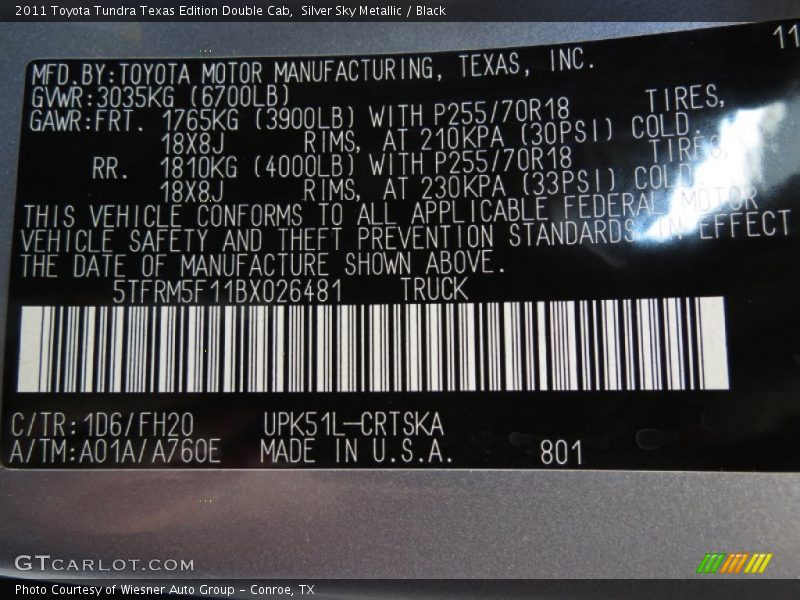 2011 Toyota Tundra Texas Edition Double Cab, Silver Sky Metallic / Black
11
MFD.BY:TOYOTA MOTOR MANUFACTURING, TEXAS, INC.
GVWR:3035KG (6700LB)
GAWR:FRT. 1765KG (3900LB) WITH P255/70R18 TIRES,
18X8J RIMS, AT 210KPA (30PSI) COLD.
RR. 1810KG (4000LB) WITH P255/70R18 TIRES,
18X8J RIMS, AT 230KPA (33PSI) COLD.
THIS VEHICLE CONFORMS TO ALL APPLICABLE FEDERAL MOTOR
VEHICLE SAFETY AND THEFT PREVENTION STANDARDS IN EFFECT
THE DATE OF MANUFACTURE SHOWN ABOVE.
5TFRM5F11BX026481 TRUCK
C/TR:1D6/FH20 UPK51L-CRTSKA
A/TM:A01A/A760E MADE IN U.S.A. 801
GTCARLOT.COM
Photo Courtesy of Wiesner Auto Group - Conroe, TX